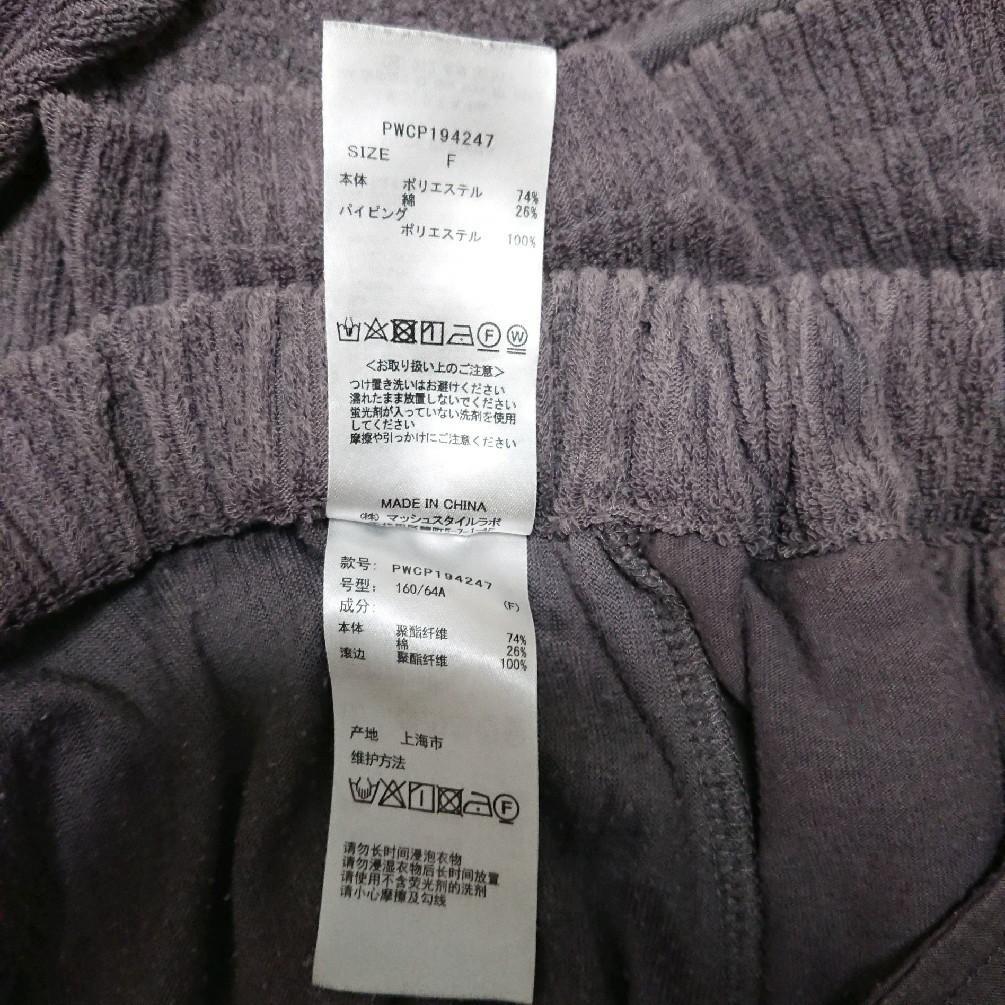 PWCP194247
SIZE F
本体 ポリエステル 74%
綿 26%
パイピング
ポリエステル 100%
F W
<お取り扱い上のご注意>
つけ置き洗いはお避けください
濡れたまま放置しないでください
蛍光剤が入っていない洗剤を使用
してください
摩擦や引っかけにご注意ください
MADE IN CHINA
(株) マッシュスタイルラボ
款号: PWCP194247
号型: 160/64A (F)
成分:
本体 聚酯纤维 74%
棉 26%
滚边 聚酯纤维 100%
产地 上海市
维护方法
F
请勿长时间浸泡衣物
请勿浸湿衣物后长时间放置
请使用不含荧光剂的洗剂
请小心摩擦及勾线